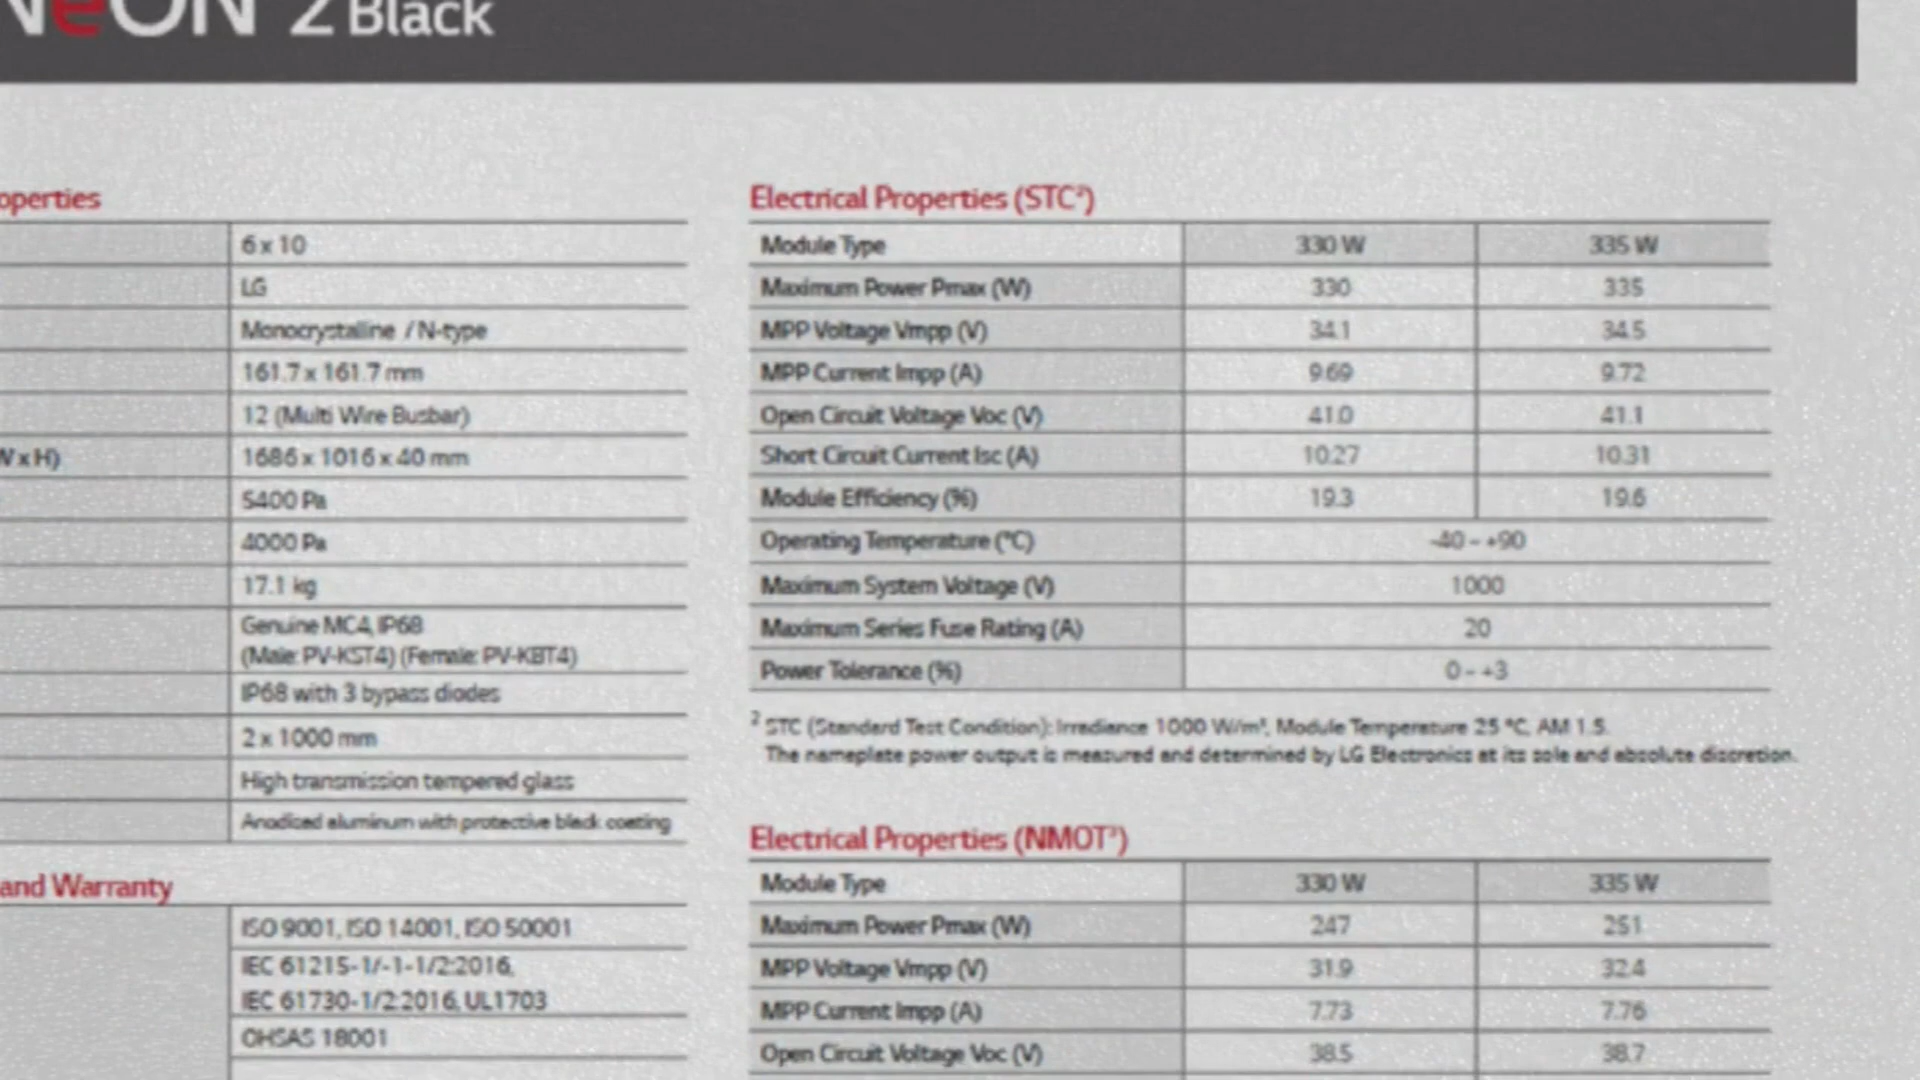 NeON 2 Black
operties
6 x 10
LG
Monocrystalline / N-type
161.7 x 161.7 mm
12 (Multi Wire Busbar)
W x H) 1686 x 1016 x 40 mm
5400 Pa
4000 Pa
17.1 kg
Genuine MC4, IP68
(Male: PV-KST4) (Female: PV-KBT4)
IP68 with 3 bypass diodes
2 x 1000 mm
High transmission tempered glass
Anodized aluminum with protective black coating
and Warranty
ISO 9001, ISO 14001, ISO 50001
IEC 61215-1/-1-1/2:2016,
IEC 61730-1/2:2016, UL1703
OHSAS 18001
Electrical Properties (STC²)
Module Type 330 W 335 W
Maximum Power Pmax (W) 330 335
MPP Voltage Vmpp (V) 34.1 34.5
MPP Current Impp (A) 9.69 9.72
Open Circuit Voltage Voc (V) 41.0 41.1
Short Circuit Current Isc (A) 10.27 10.31
Module Efficiency (%) 19.3 19.6
Operating Temperature (°C) -40 ~ +90
Maximum System Voltage (V) 1000
Maximum Series Fuse Rating (A) 20
Power Tolerance (%) 0 ~ +3
² STC (Standard Test Condition): Irradiance 1000 W/m², Module Temperature 25 °C, AM 1.5.
The nameplate power output is measured and determined by LG Electronics at its sole and absolute discretion.
Electrical Properties (NMOT³)
Module Type 330 W 335 W
Maximum Power Pmax (W) 247 251
MPP Voltage Vmpp (V) 31.9 32.4
MPP Current Impp (A) 7.73 7.76
Open Circuit Voltage Voc (V) 38.5 38.7